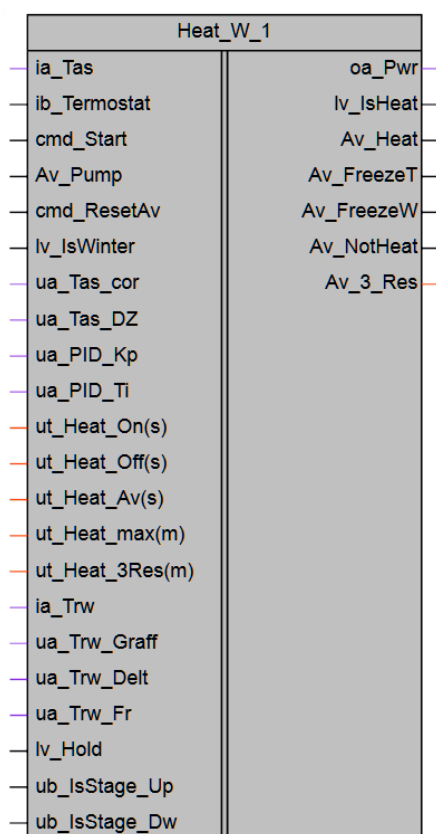 Heat_W_1
ia_Tas
oa_Pwr
ib_Termostat
lv_IsHeat
cmd_Start
Av_Heat
Av_Pump
Av_FreezeT
cmd_ResetAv
Av_FreezeW
lv_IsWinter
Av_NotHeat
ua_Tas_cor
Av_3_Res
ua_Tas_DZ
ua_PID_Kp
ua_PID_Ti
ut_Heat_On(s)
ut_Heat_Off(s)
ut_Heat_Av(s)
ut_Heat_max(m)
ut_Heat_3Res(m)
ia_Trw
ua_Trw_Graff
ua_Trw_Delt
ua_Trw_Fr
lv_Hold
ub_IsStage_Up
ub_IsStage_Dw